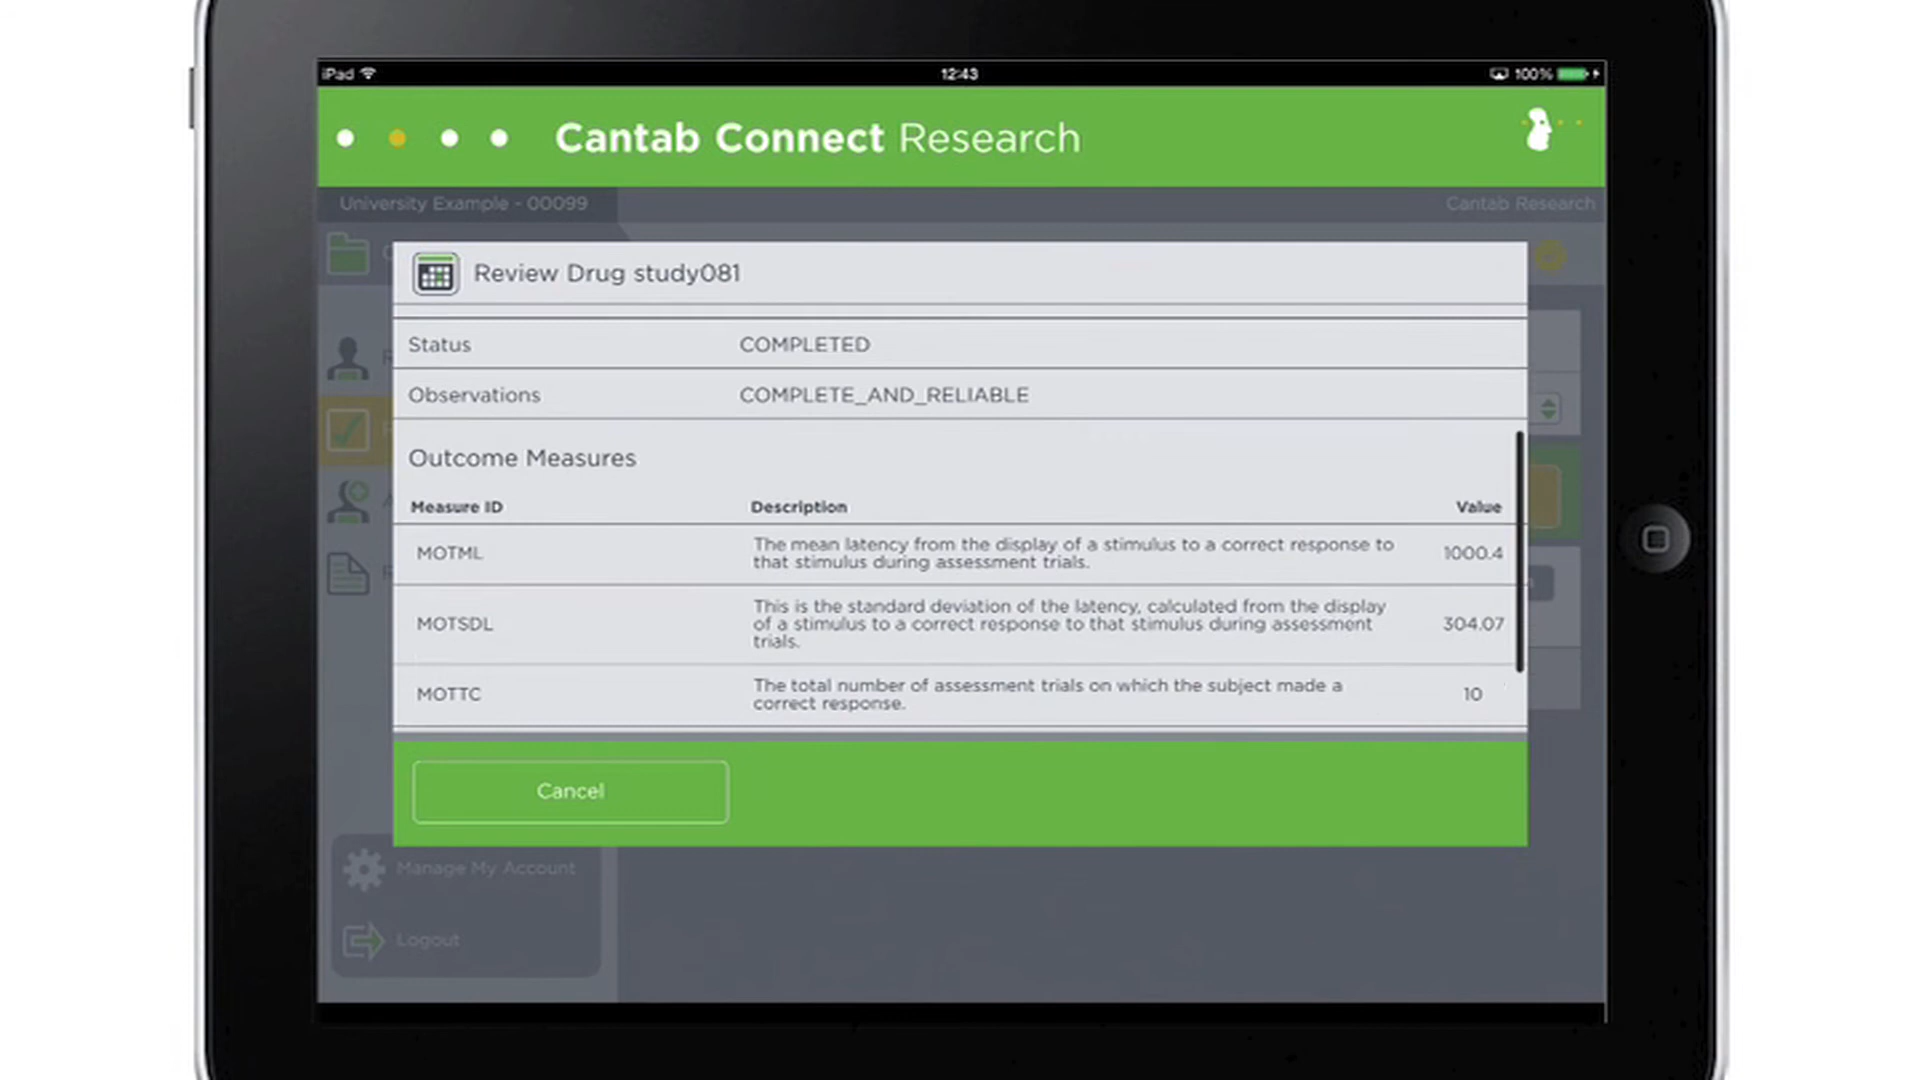 iPad 12:43 100%
Cantab Connect Research
University Example - 00099 Cantab Research
Review Drug study081
Status COMPLETED
Observations COMPLETE_AND_RELIABLE
Outcome Measures
Measure ID Description Value
MOTML The mean latency from the display of a stimulus to a correct response to 1000.4
that stimulus during assessment trials.
This is the standard deviation of the latency, calculated from the display
MOTSDL of a stimulus to a correct response to that stimulus during assessment 304.07
trials.
MOTTC The total number of assessment trials on which the subject made a 10
correct response.
Cancel
Manage My Account
Logout